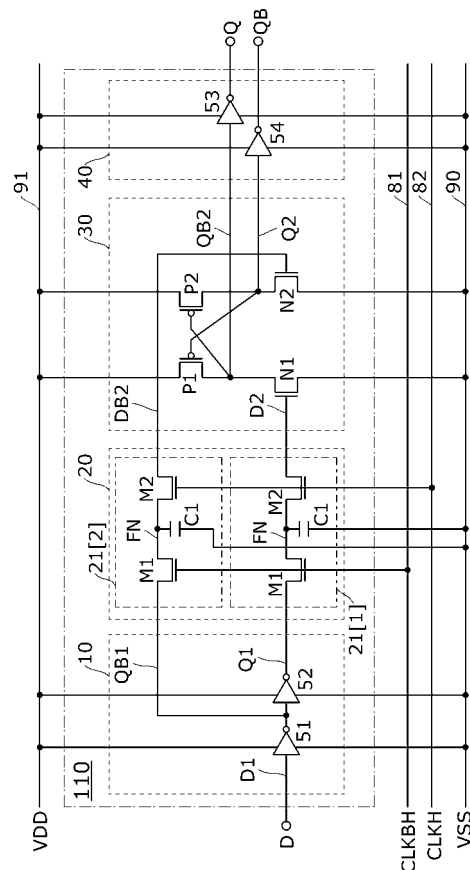 VDD
91
110
10
QB1
21[2]
20
DB2
30
40
FN
M1
M2
C1
P1
P2
QB2
53
Q
54
QB
Q1
FN
M1
M2
C1
D2
N1
N2
Q2
D
D1
51
52
21[1]
CLKBH
81
CLKH
82
VSS
90